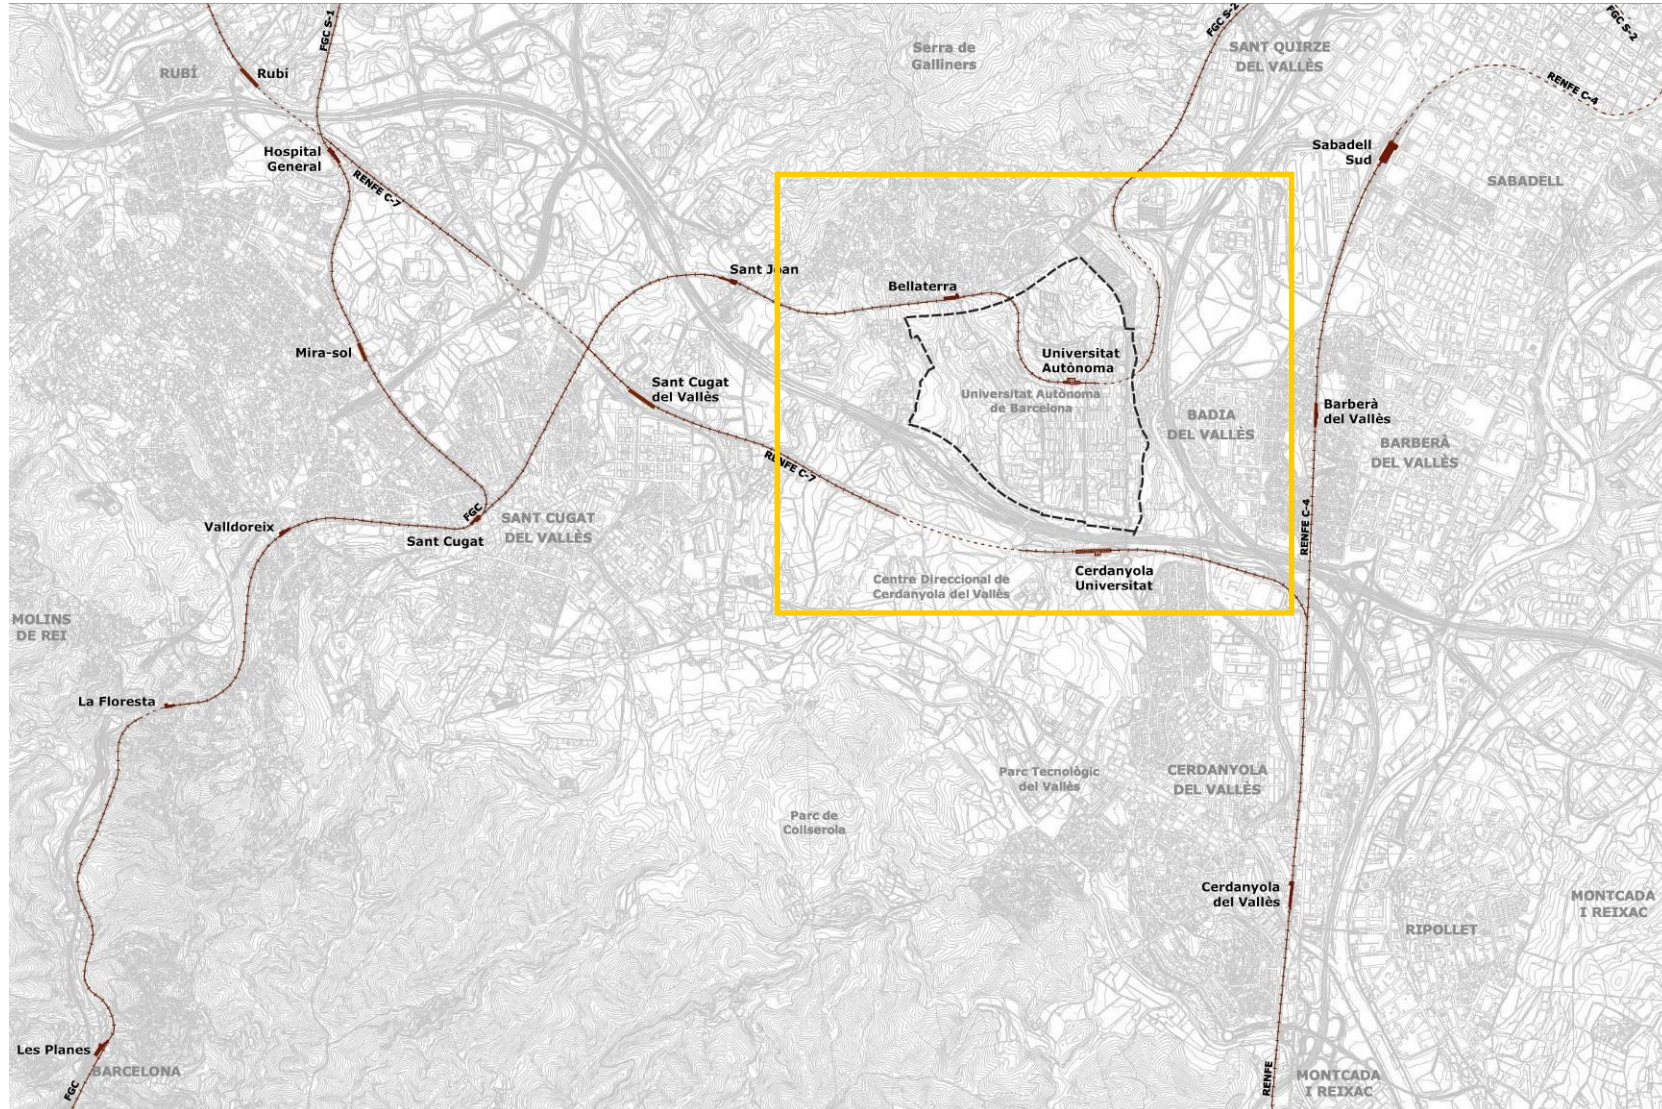 FGC S-1
FGC S-2
FGC S-2
RUBÍ
Rubí
Serra de
Galliners
SANT QUIRZE
DEL VALLÈS
RENFE C-4
Hospital
General
RENFE C-7
Sabadell
Sud
SABADELL
Sant Joan
Bellaterra
Mira-sol
Universitat
Autònoma
Sant Cugat
del Vallès
Universitat Autònoma
de Barcelona
BADIA
DEL VALLÈS
Barberà
del Vallès
BARBERÀ
DEL VALLÈS
RENFE C-7
FGC
SANT CUGAT
DEL VALLÈS
Valldoreix
Sant Cugat
RENFE C-4
Cerdanyola
Universitat
Centre Direccional de
Cerdanyola del Vallès
MOLINS
DE REI
La Floresta
Parc Tecnològic
del Vallès
CERDANYOLA
DEL VALLÈS
Parc de
Collserola
Cerdanyola
del Vallès
MONTCADA
I REIXAC
RIPOLLET
Les Planes
BARCELONA
FGC
RENFE
MONTCADA
I REIXAC